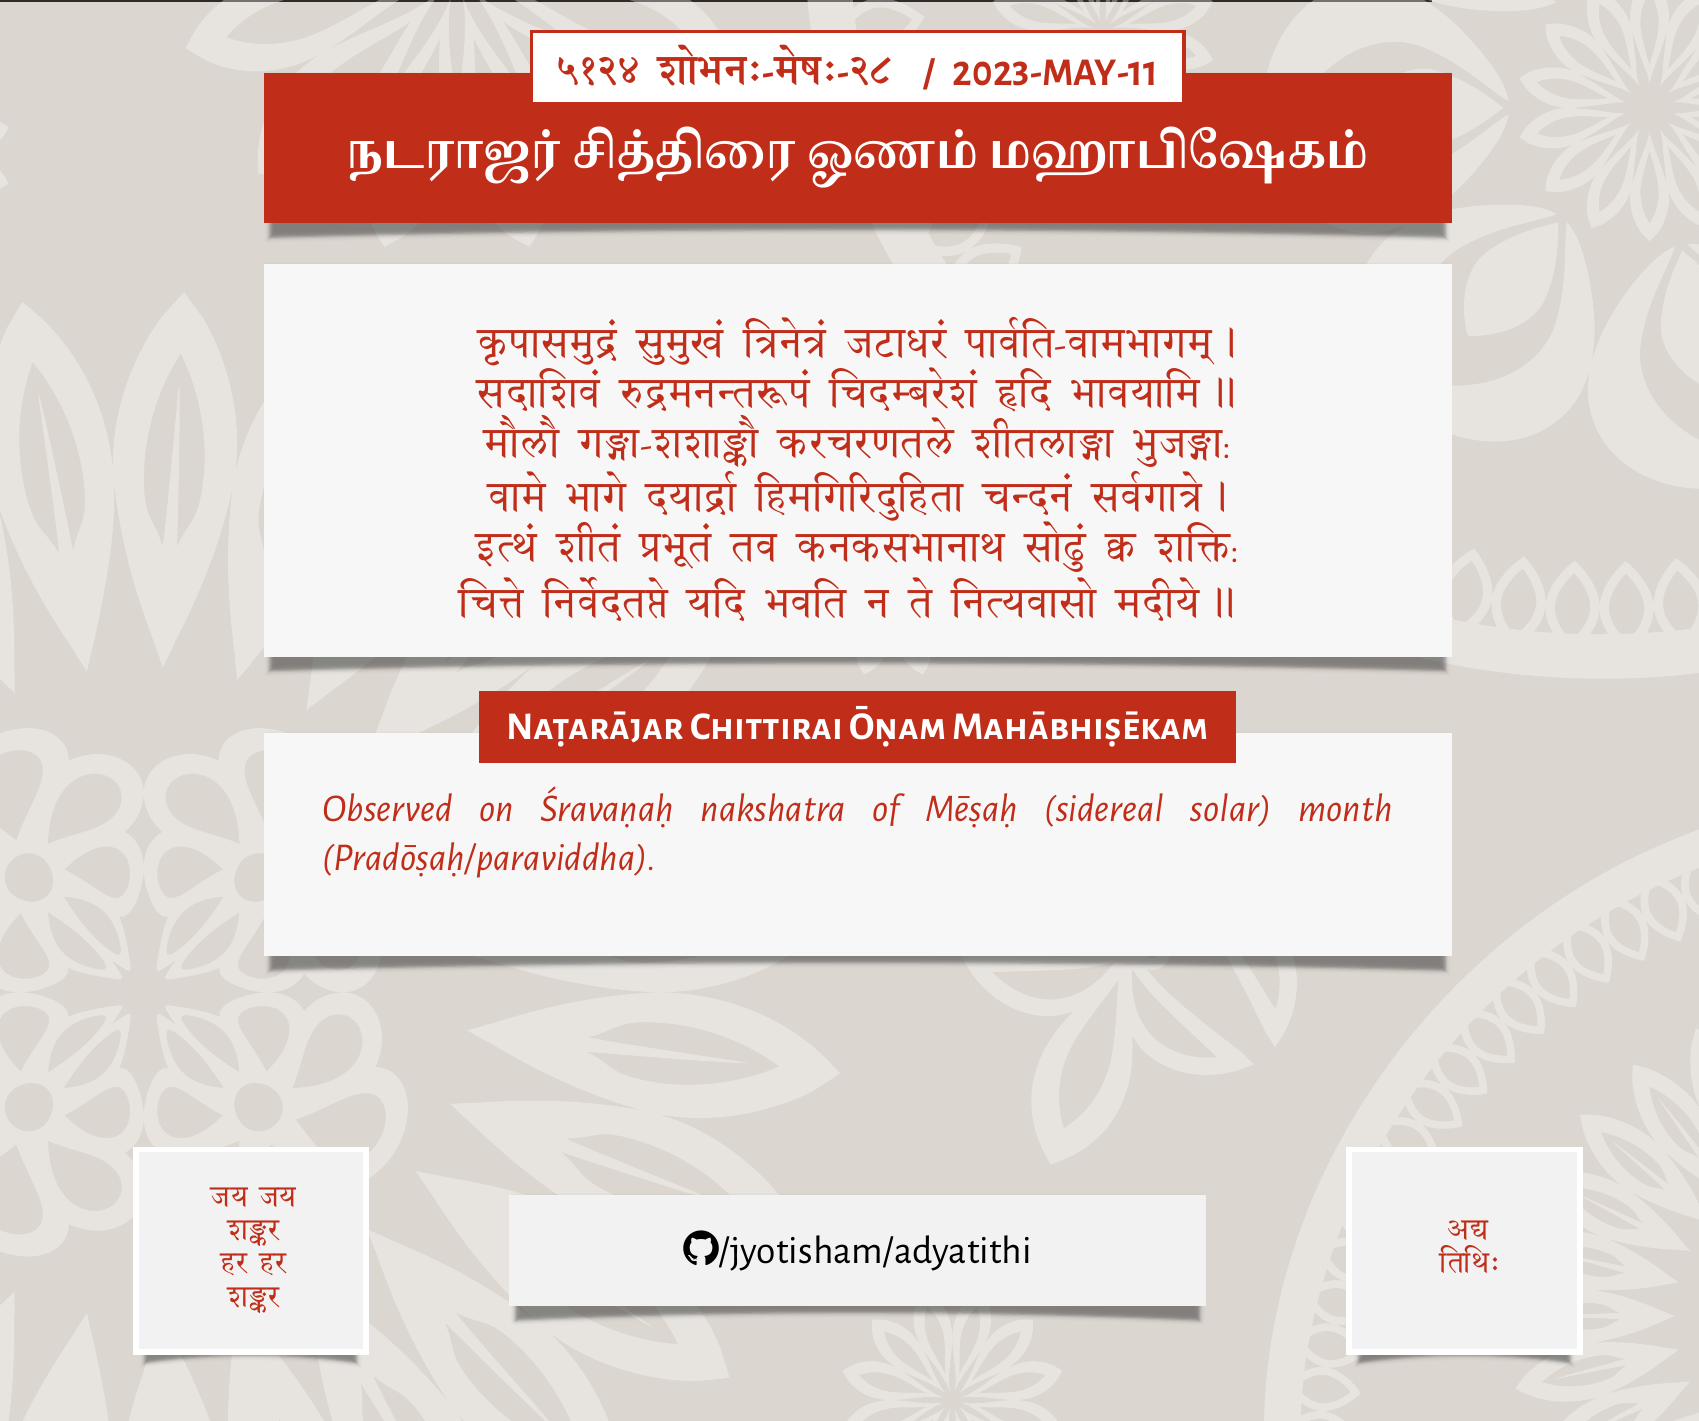 ५१२४ शोभनः-मेषः-२८ / 2023-MAY-11
நடராஜர் சித்திரை ஓணம் மஹாபிஷேகம்
कृपासमुद्रं सुमुखं त्रिनेत्रं जटाधरं पार्वति-वामभागम्।
सदाशिवं रुद्रमनन्तरूपं चिदम्बरेशं हृदि भावयामि॥
मौलौ गङ्गा-शशाङ्कौ करचरणतले शीतलाङ्गा भुजङ्गाः
वामे भागे दयार्द्रा हिमगिरिदुहिता चन्दनं सर्वगात्रे।
इत्थं शीतं प्रभूतं तव कनकसभानाथ सोढुं क्व शक्तिः
चित्ते निर्वेदतप्ते यदि भवति न ते नित्यवासो मदीये॥
Naṭarājar Chittirai Ōṇam Mahābhiṣēkam
Observed on Śravaṇaḥ nakshatra of Mēṣaḥ (sidereal solar) month
(Pradōṣaḥ/paraviddha).
जय जय
शङ्कर
हर हर
शङ्कर
/jyotisham/adyatithi
अद्य
तिथिः